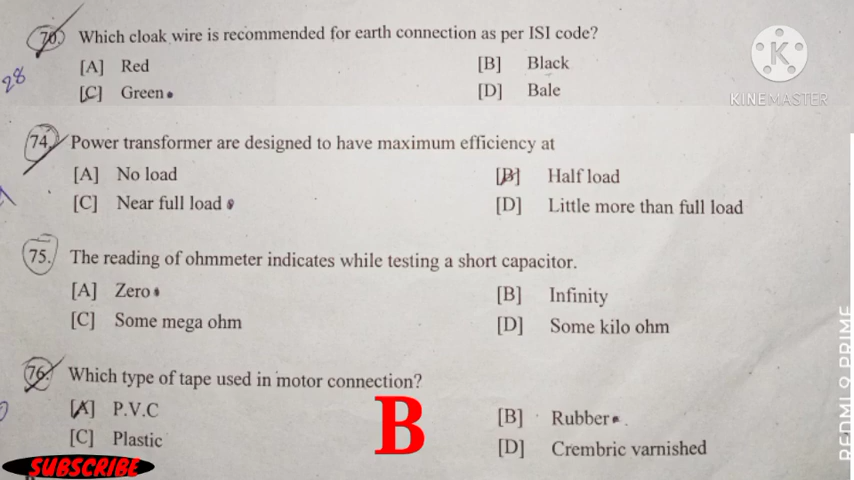 70. Which cloak wire is recommended for earth connection as per ISI code?
[A] Red [B] Black
[C] Green [D] Bale
28
KINEMASTER
74. Power transformer are designed to have maximum efficiency at
[A] No load [B] Half load
[C] Near full load [D] Little more than full load
75. The reading of ohmmeter indicates while testing a short capacitor.
[A] Zero [B] Infinity
[C] Some mega ohm [D] Some kilo ohm
76. Which type of tape used in motor connection?
[A] P.V.C [B] Rubber
[C] Plastic [D] Crembric varnished
B
SUBSCRIBE
REDMI 9 PRIME